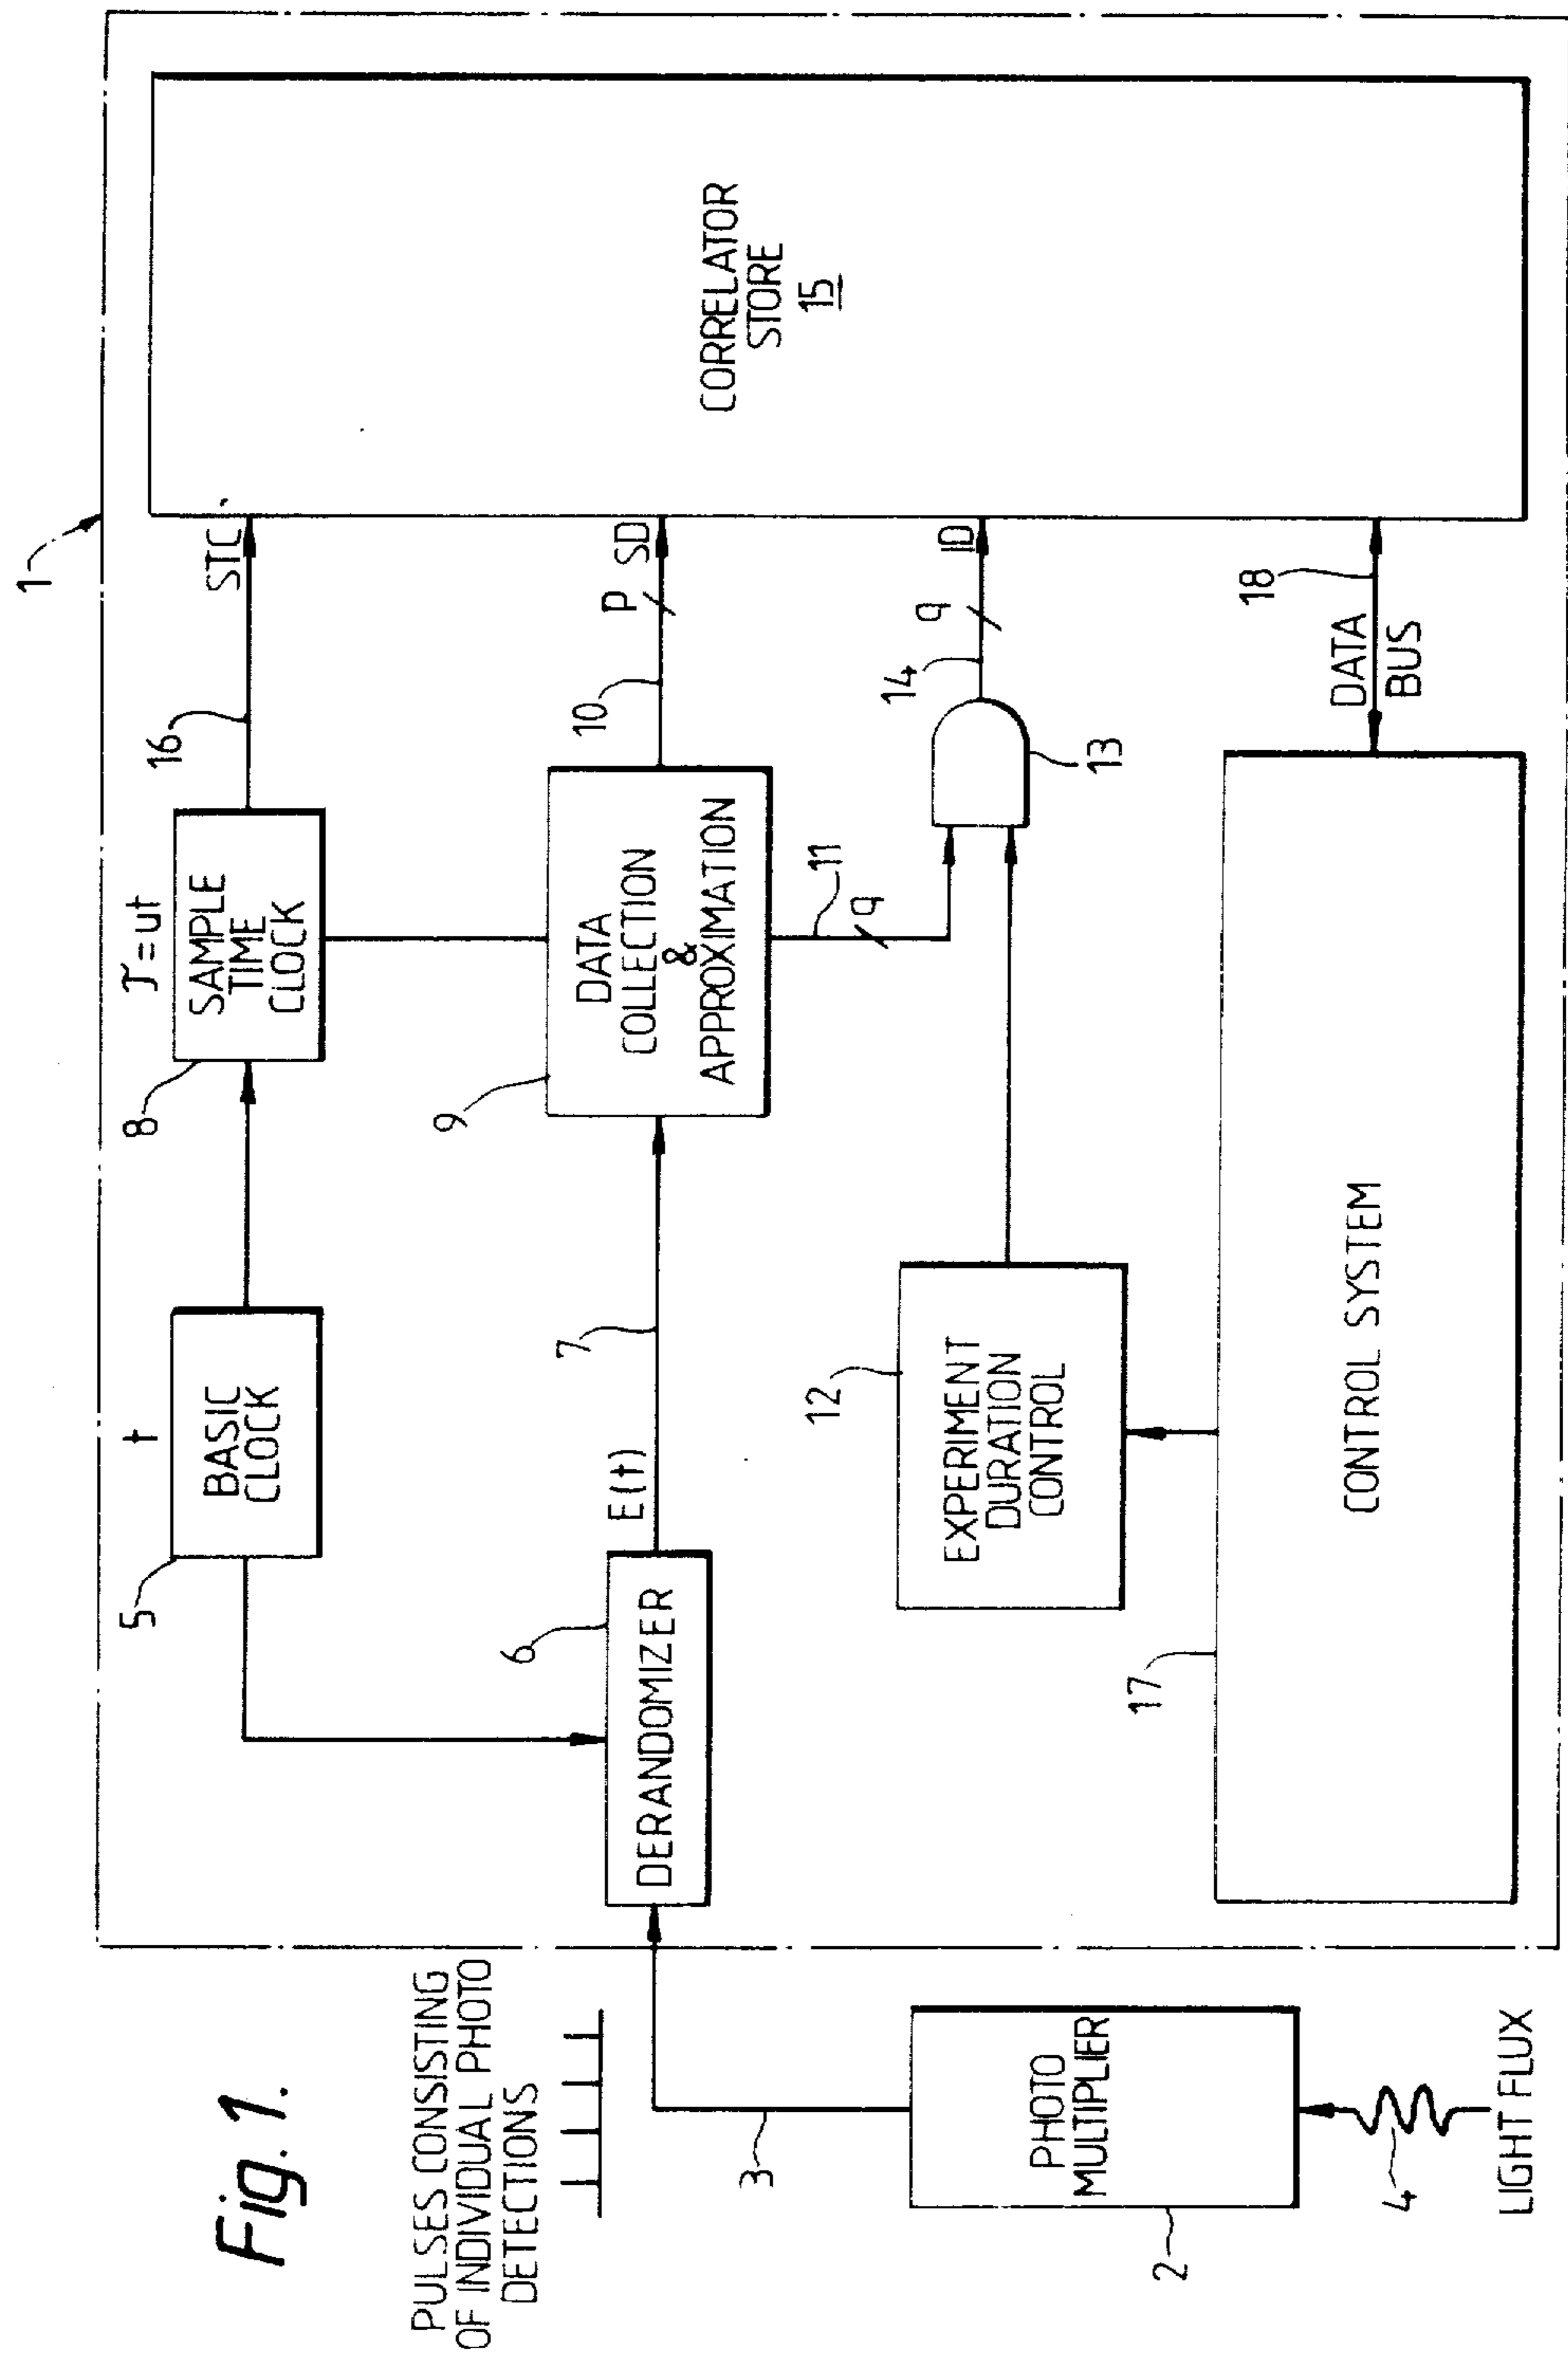 Fig. 1.
PULSES CONSISTING
OF INDIVIDUAL PHOTO
DETECTIONS
1
t
BASIC
CLOCK
5
τ=ut
SAMPLE
TIME
CLOCK
8
16
STC
DERANDOMIZER
6
E(t)
7
DATA
COLLECTION
&
APPROXIMATION
9
10
P
SD
11
q
3
PHOTO
MULTIPLIER
2
4
LIGHT FLUX
EXPERIMENT
DURATION
CONTROL
12
13
14
q
ID
CORRELATOR
STORE
15
CONTROL SYSTEM
17
DATA
BUS
18